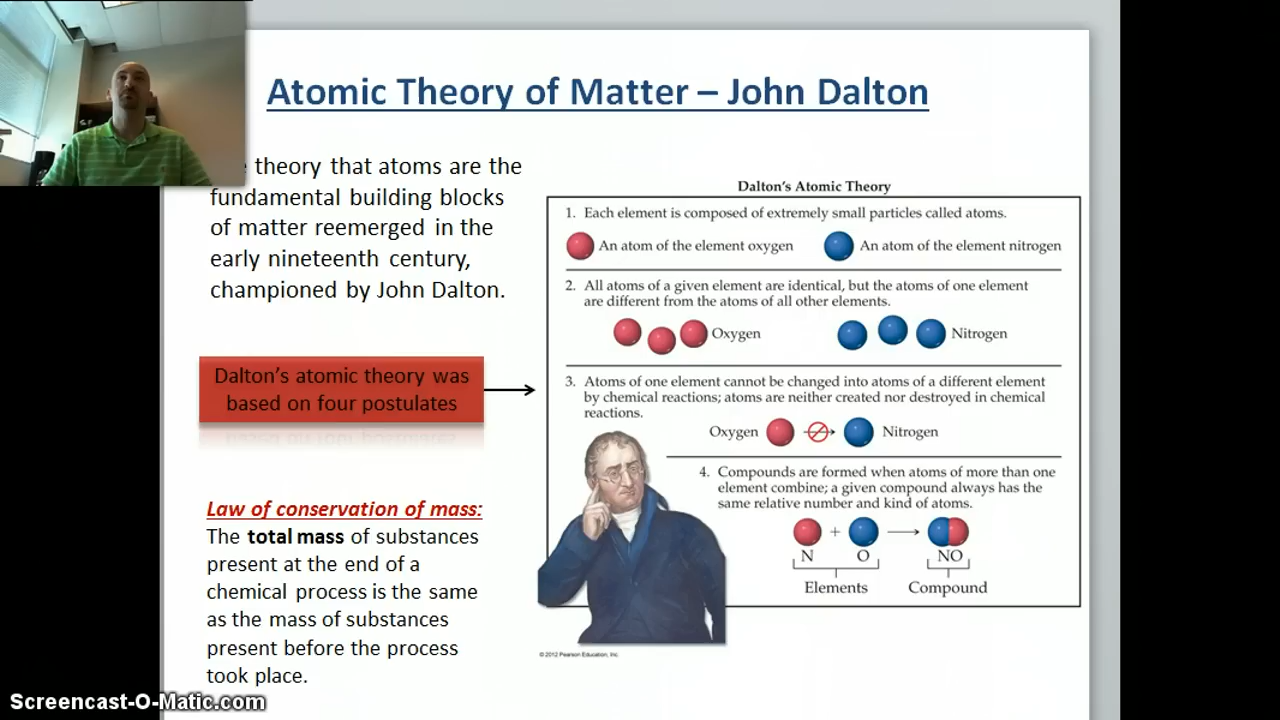 Atomic Theory of Matter – John Dalton
theory that atoms are the
fundamental building blocks
of matter reemerged in the
early nineteenth century,
championed by John Dalton.
Dalton's atomic theory was
based on four postulates
Law of conservation of mass:
The total mass of substances
present at the end of a
chemical process is the same
as the mass of substances
present before the process
took place.
Dalton's Atomic Theory
1. Each element is composed of extremely small particles called atoms.
An atom of the element oxygen An atom of the element nitrogen
2. All atoms of a given element are identical, but the atoms of one element
are different from the atoms of all other elements.
Oxygen Nitrogen
3. Atoms of one element cannot be changed into atoms of a different element
by chemical reactions; atoms are neither created nor destroyed in chemical
reactions.
Oxygen Nitrogen
4. Compounds are formed when atoms of more than one
element combine; a given compound always has the
same relative number and kind of atoms.
+
N O NO
Elements Compound
© 2012 Pearson Education, Inc.
Screencast-O-Matic.com